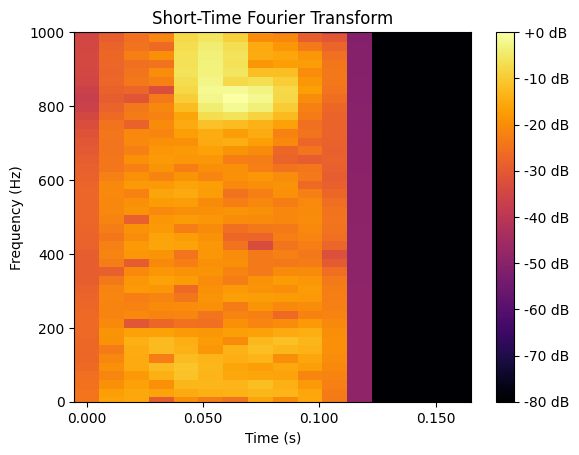 Short-Time Fourier Transform
1000
800
600
400
200
0
Frequency (Hz)
0.000
0.050
0.100
0.150
Time (s)
+0 dB
-10 dB
-20 dB
-30 dB
-40 dB
-50 dB
-60 dB
-70 dB
-80 dB